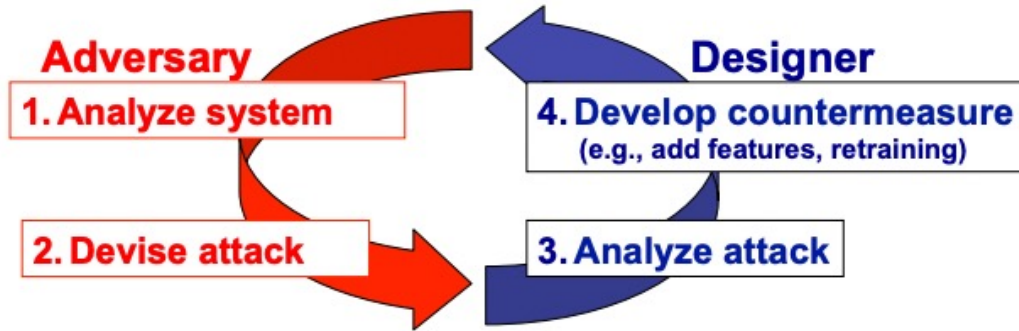 Adversary
1. Analyze system
2. Devise attack
Designer
4. Develop countermeasure
(e.g., add features, retraining)
3. Analyze attack